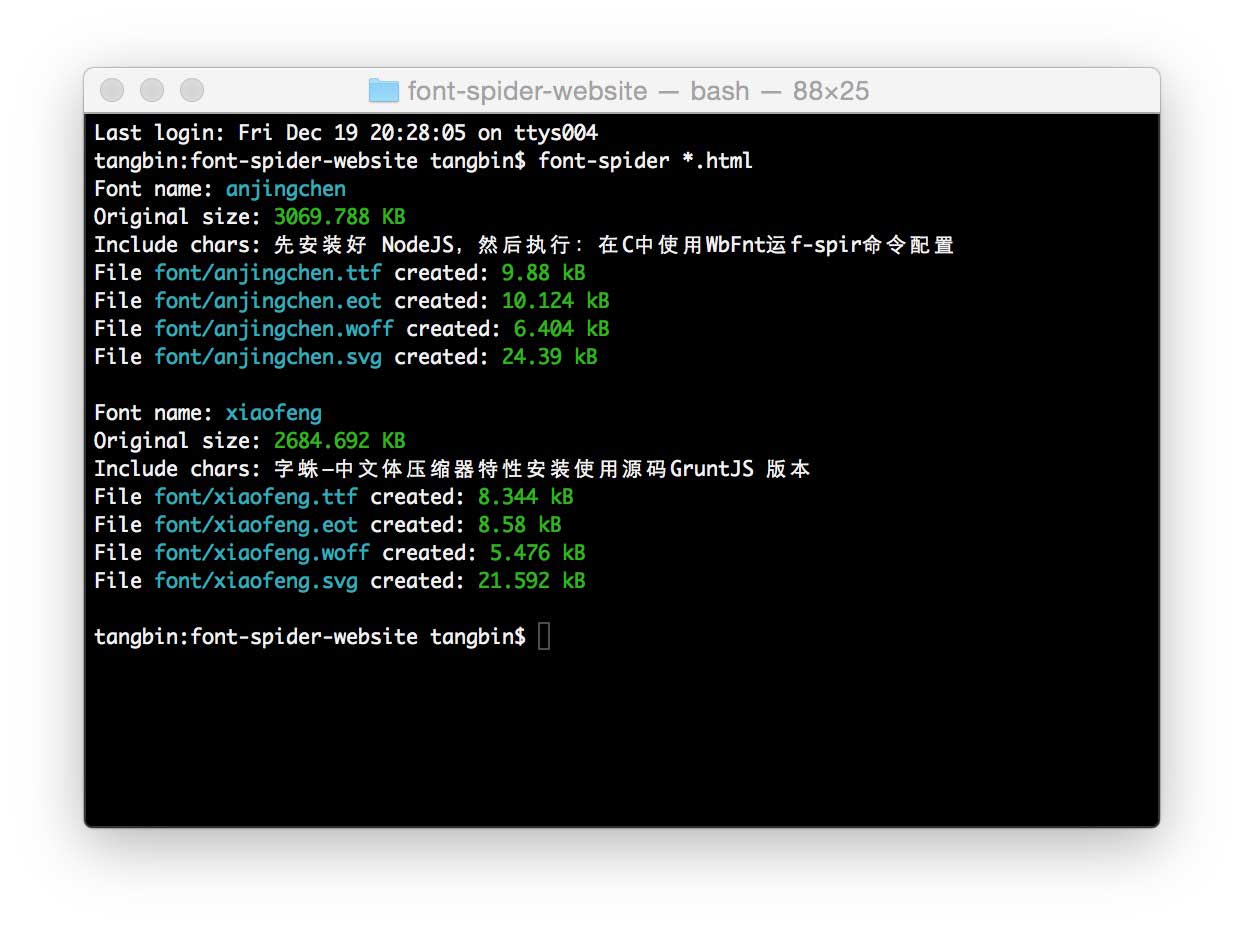 font-spider-website — bash — 88×25
Last login: Fri Dec 19 20:28:05 on ttys004
tangbin:font-spider-website tangbin$ font-spider *.html
Font name: anjingchen
Original size: 3069.788 KB
Include chars: 先安装好 NodeJS，然后执行：在C中使用WbFnt运f-spir命令配置
File font/anjingchen.ttf created: 9.88 kB
File font/anjingchen.eot created: 10.124 kB
File font/anjingchen.woff created: 6.404 kB
File font/anjingchen.svg created: 24.39 kB
Font name: xiaofeng
Original size: 2684.692 KB
Include chars: 字蛛—中文体压缩器特性安装使用源码GruntJS 版本
File font/xiaofeng.ttf created: 8.344 kB
File font/xiaofeng.eot created: 8.58 kB
File font/xiaofeng.woff created: 5.476 kB
File font/xiaofeng.svg created: 21.592 kB
tangbin:font-spider-website tangbin$